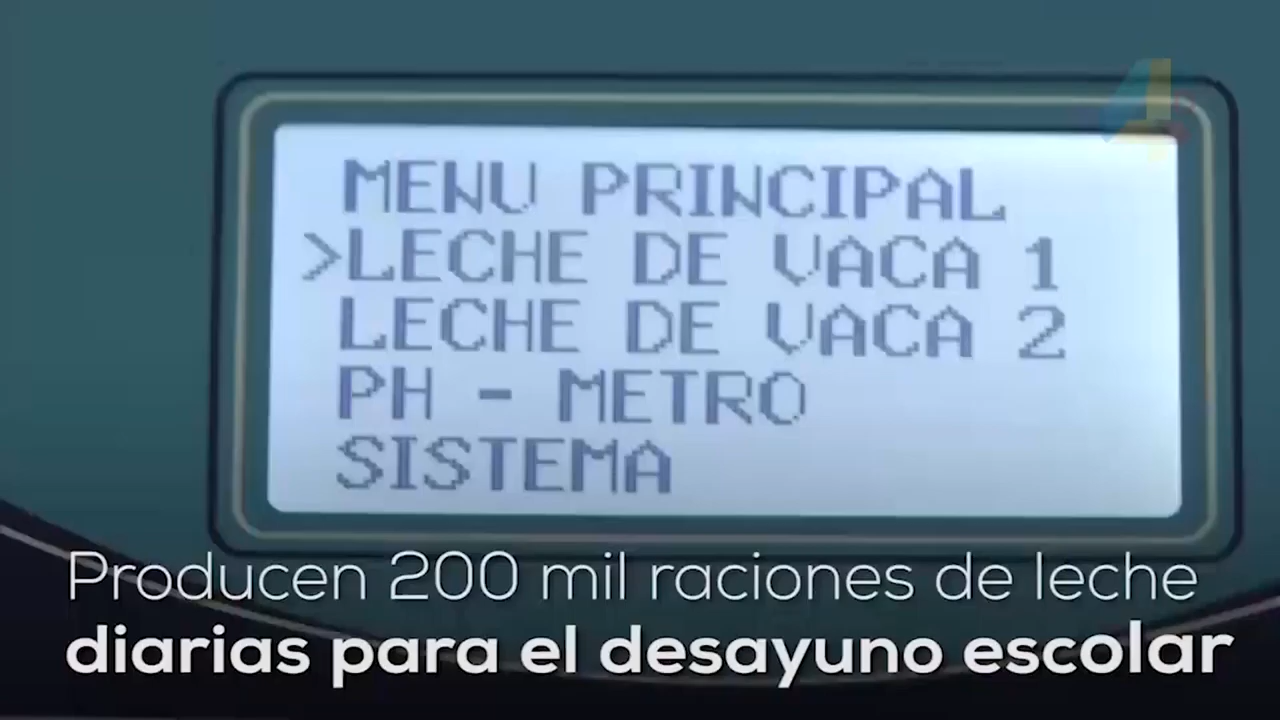 MENU PRINCIPAL
>LECHE DE VACA 1
LECHE DE VACA 2
PH - METRO
SISTEMA
Producen 200 mil raciones de leche
diarias para el desayuno escolar